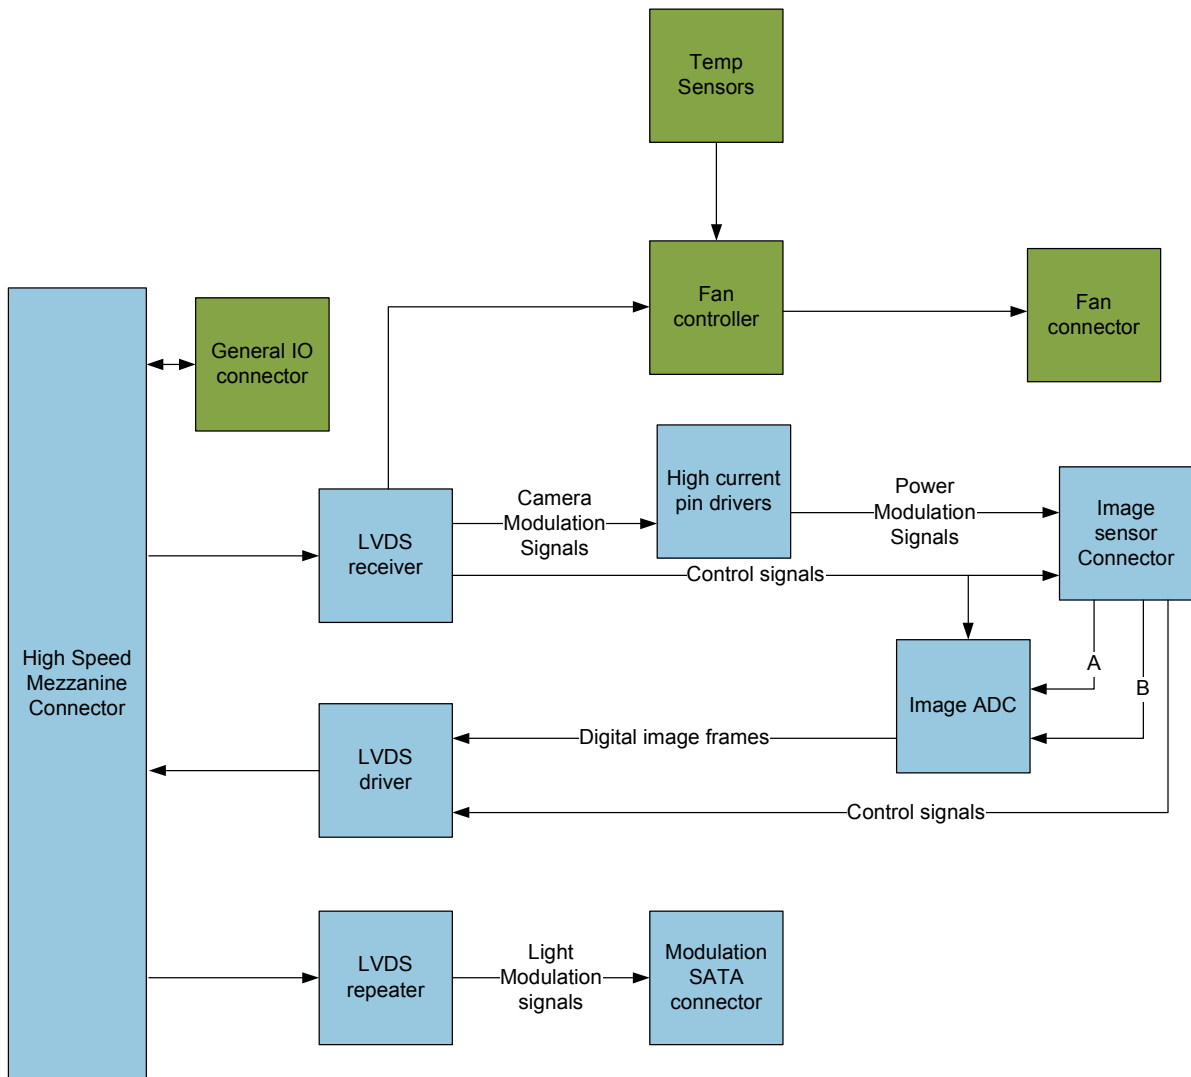 Temp
Sensors
Fan
controller
Fan
connector
General IO
connector
High current
pin drivers
Camera
Modulation
Signals
Power
Modulation
Signals
Image
sensor
Connector
LVDS
receiver
Control signals
High Speed
Mezzanine
Connector
A
B
Image ADC
Digital image frames
LVDS
driver
Control signals
LVDS
repeater
Light
Modulation
signals
Modulation
SATA
connector